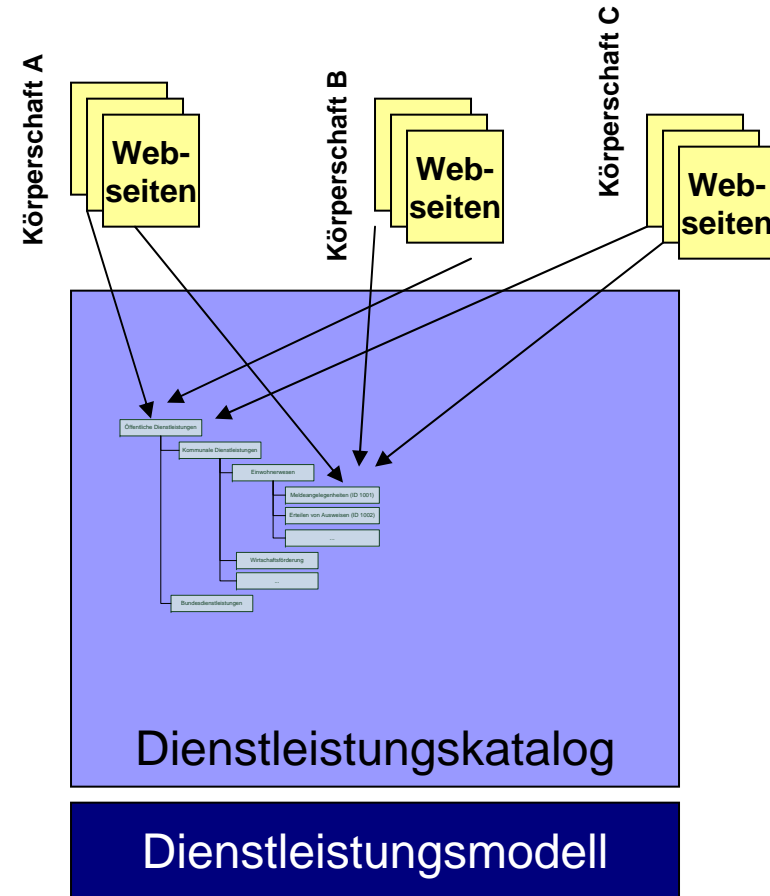 Körperschaft A
Web-
seiten
Körperschaft B
Web-
seiten
Körperschaft C
Web-
seiten
Öffentliche Dienstleistungen
Kommunale Dienstleistungen
Einwohnerwesen
Meldeangelegenheiten (ID 1001)
Erteilen von Ausweisen (ID 1002)
...
Wirtschaftsförderung
...
Bundesdienstleistungen
Dienstleistungskatalog
Dienstleistungsmodell